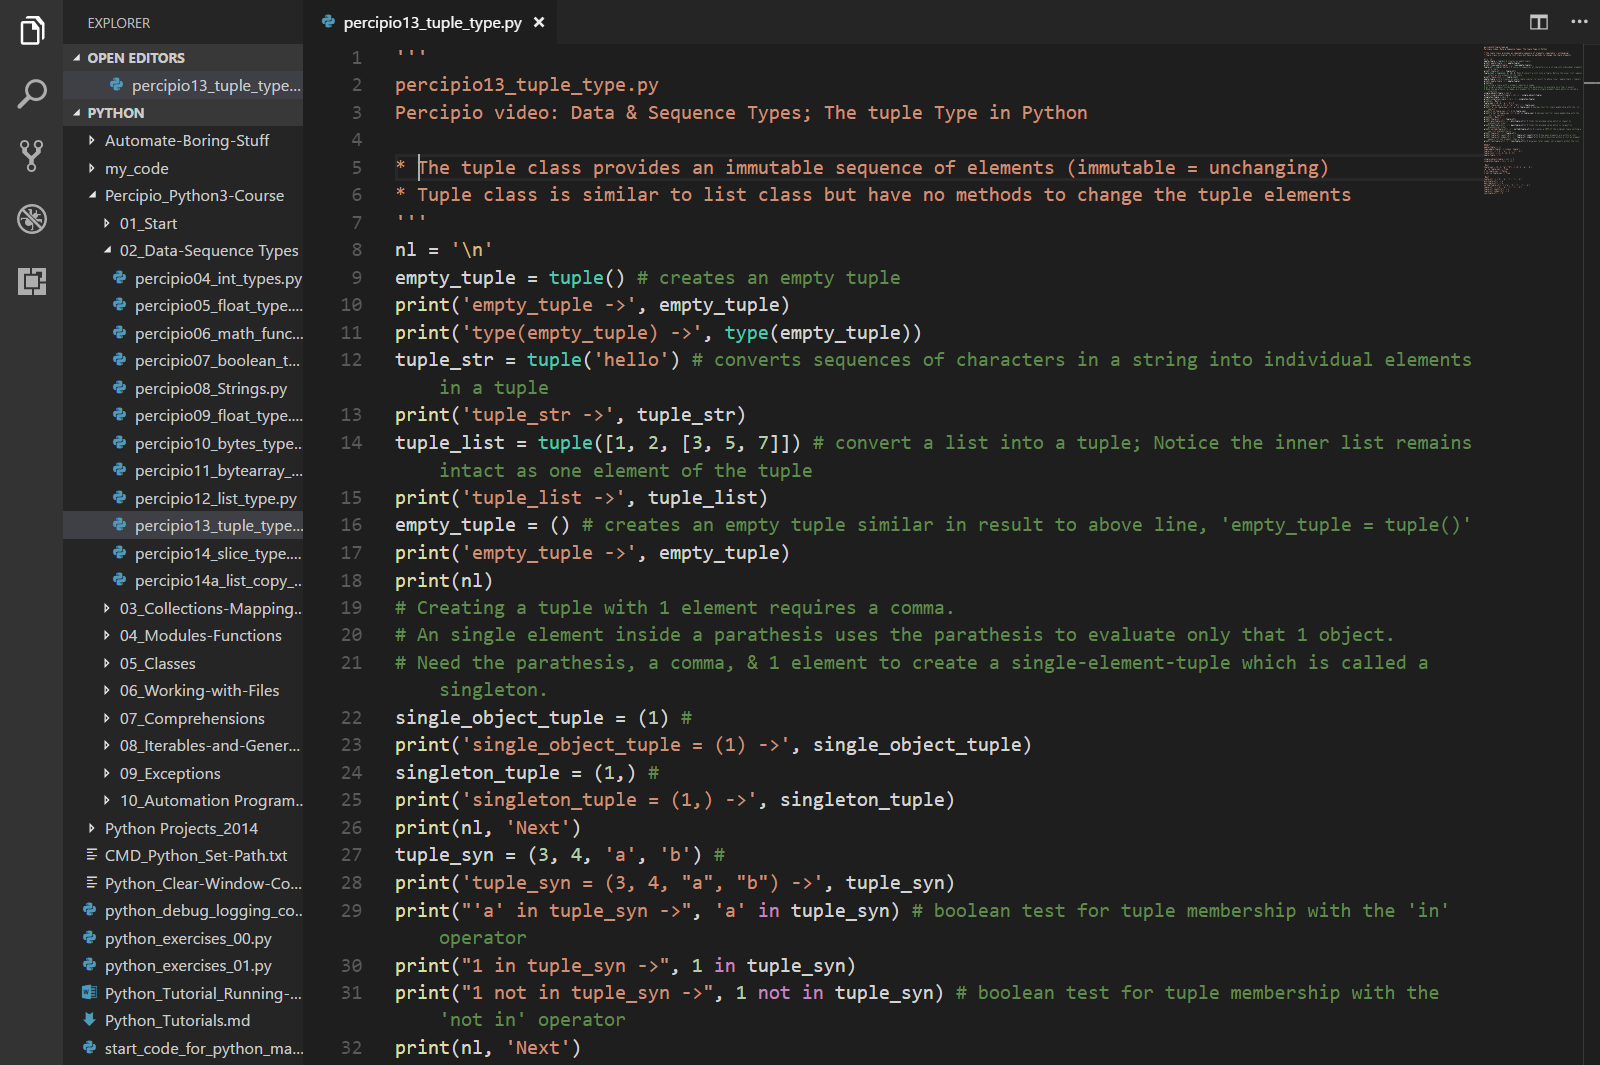 EXPLORER
OPEN EDITORS
percipio13_tuple_type...
PYTHON
Automate-Boring-Stuff
my_code
Percipio_Python3-Course
01_Start
02_Data-Sequence Types
percipio04_int_types.py
percipio05_float_type....
percipio06_math_func...
percipio07_boolean_t...
percipio08_Strings.py
percipio09_float_type....
percipio10_bytes_type...
percipio11_bytearray_...
percipio12_list_type.py
percipio13_tuple_type...
percipio14_slice_type....
percipio14a_list_copy_...
03_Collections-Mapping...
04_Modules-Functions
05_Classes
06_Working-with-Files
07_Comprehensions
08_Iterables-and-Gener...
09_Exceptions
10_Automation Program...
Python Projects_2014
CMD_Python_Set-Path.txt
Python_Clear-Window-Co...
python_debug_logging_co...
python_exercises_00.py
python_exercises_01.py
Python_Tutorial_Running-...
Python_Tutorials.md
start_code_for_python_ma...
percipio13_tuple_type.py
1 '''
2 percipio13_tuple_type.py
3 Percipio video: Data & Sequence Types; The tuple Type in Python
4
5 * The tuple class provides an immutable sequence of elements (immutable = unchanging)
6 * Tuple class is similar to list class but have no methods to change the tuple elements
7 '''
8 nl = '\n'
9 empty_tuple = tuple() # creates an empty tuple
10 print('empty_tuple ->', empty_tuple)
11 print('type(empty_tuple) ->', type(empty_tuple))
12 tuple_str = tuple('hello') # converts sequences of characters in a string into individual elements
in a tuple
13 print('tuple_str ->', tuple_str)
14 tuple_list = tuple([1, 2, [3, 5, 7]]) # convert a list into a tuple; Notice the inner list remains
intact as one element of the tuple
15 print('tuple_list ->', tuple_list)
16 empty_tuple = () # creates an empty tuple similar in result to above line, 'empty_tuple = tuple()'
17 print('empty_tuple ->', empty_tuple)
18 print(nl)
19 # Creating a tuple with 1 element requires a comma.
20 # An single element inside a parathesis uses the parathesis to evaluate only that 1 object.
21 # Need the parathesis, a comma, & 1 element to create a single-element-tuple which is called a
singleton.
22 single_object_tuple = (1) #
23 print('single_object_tuple = (1) ->', single_object_tuple)
24 singleton_tuple = (1,) #
25 print('singleton_tuple = (1,) ->', singleton_tuple)
26 print(nl, 'Next')
27 tuple_syn = (3, 4, 'a', 'b') #
28 print('tuple_syn = (3, 4, "a", "b") ->', tuple_syn)
29 print("'a' in tuple_syn ->", 'a' in tuple_syn) # boolean test for tuple membership with the 'in'
operator
30 print("1 in tuple_syn ->", 1 in tuple_syn)
31 print("1 not in tuple_syn ->", 1 not in tuple_syn) # boolean test for tuple membership with the
'not in' operator
32 print(nl, 'Next')